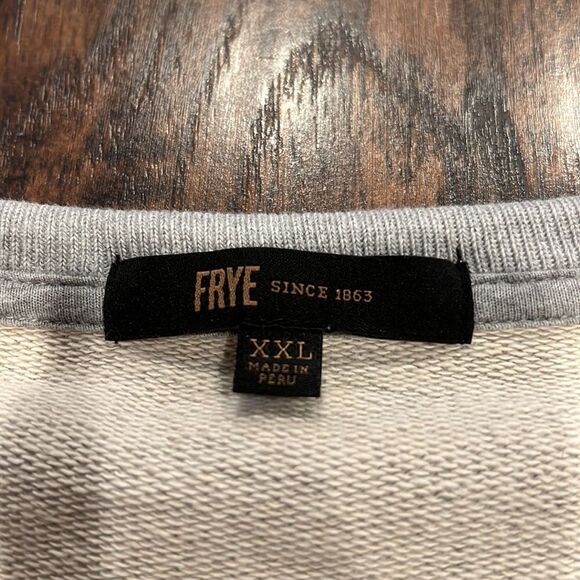 FRYE SINCE 1863
XXL
MADE IN
PERU